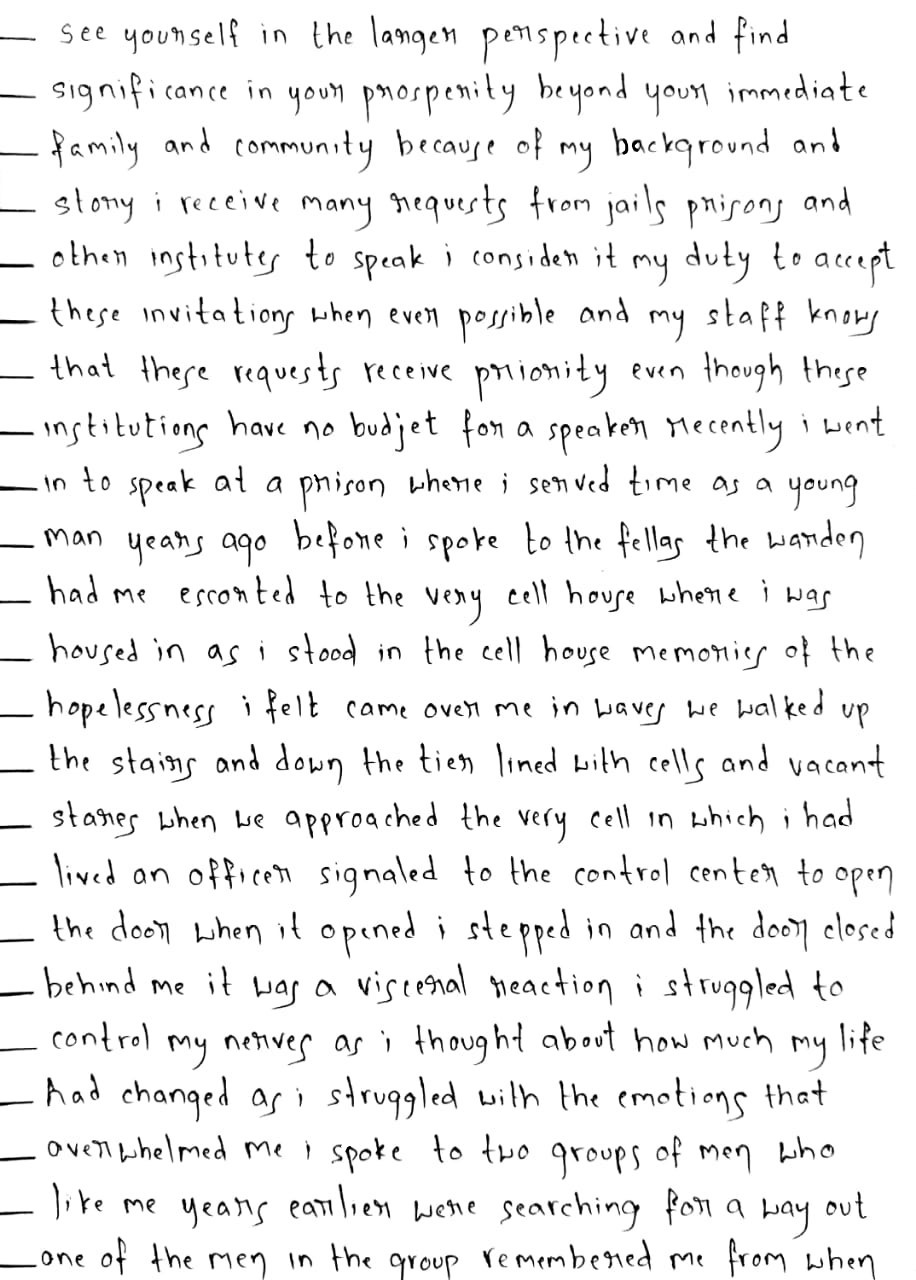 see yourself in the larger perspective and find
significance in your prosperity beyond your immediate
family and community because of my background and
story i receive many requests from jails prisons and
other institutes to speak i consider it my duty to accept
these invitations when ever possible and my staff knows
that these requests receive priority even though these
institutions have no budjet for a speaker recently i went
in to speak at a prison where i served time as a young
man years ago before i spoke to the fellas the warden
had me escorted to the very cell house where i was
housed in as i stood in the cell house memories of the
hopelessness i felt came over me in waves we walked up
the stairs and down the tier lined with cells and vacant
stares when we approached the very cell in which i had
lived an officer signaled to the control center to open
the door when it opened i stepped in and the door closed
behind me it was a visceral reaction i struggled to
control my nerves as i thought about how much my life
had changed as i struggled with the emotions that
overwhelmed me i spoke to two groups of men who
like me years earlier were searching for a way out
one of the men in the group remembered me from when